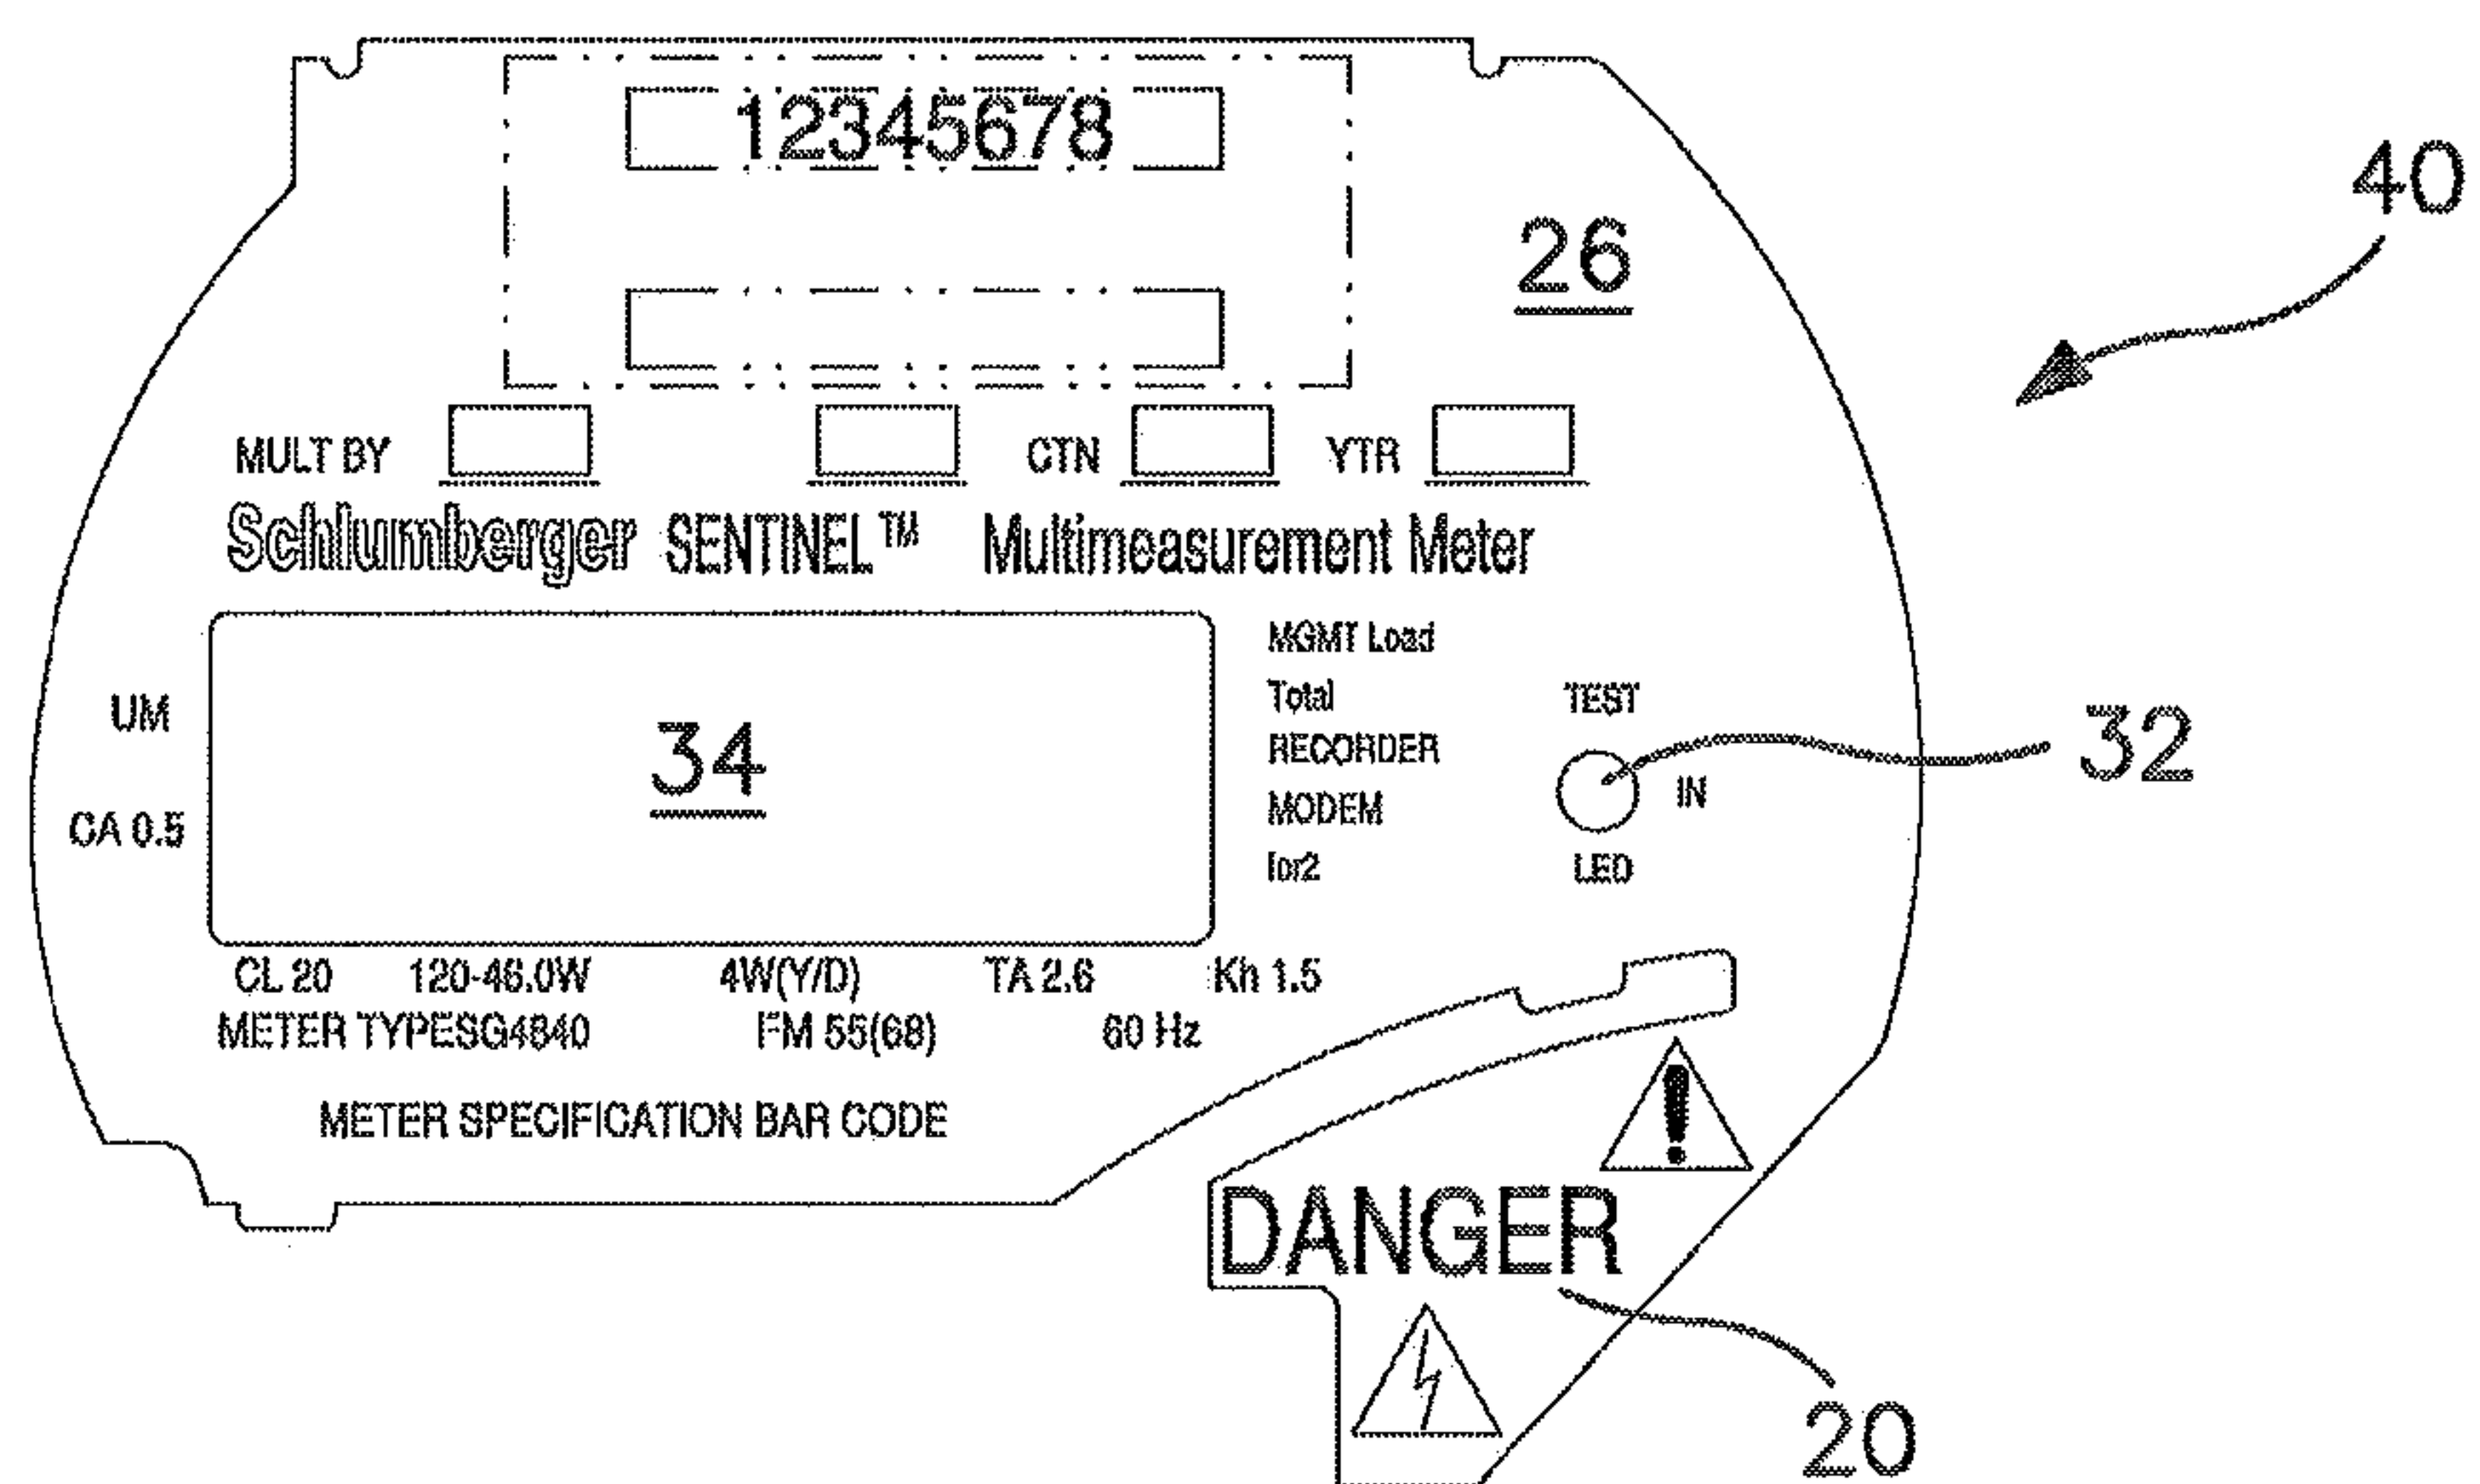 12345678
40
26
MULT BY CTN YTR
Schlumberger SENTINEL™ Multimeasurement Meter
MGMT Load
UM
Total
TEST
34
RECORDER
32
IN
CA 0.5
MODEM
lor2
LED
CL 20 120-46.0W 4W(Y/D) TA 2.6 Kh 1.5
METER TYPESG4840 FM 55(68) 60 Hz
METER SPECIFICATION BAR CODE
!
DANGER
20